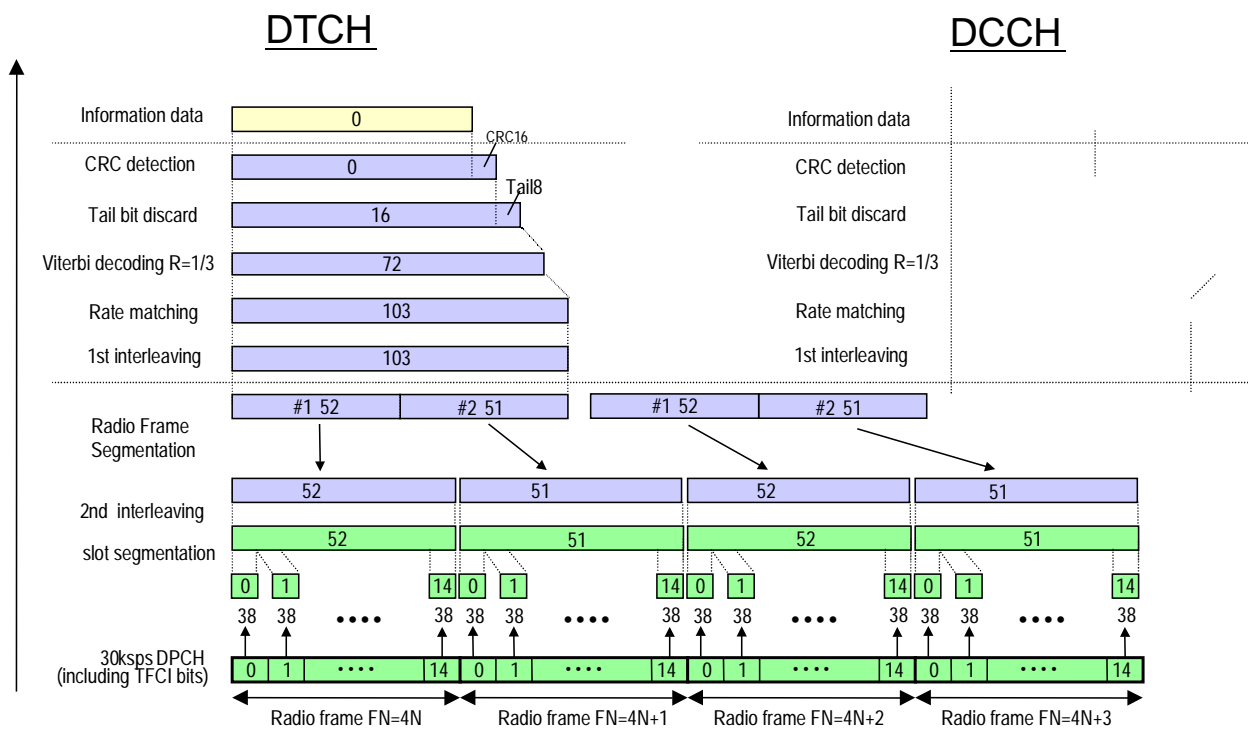 DTCH DCCH
Information data 0 Information data
CRC16
CRC detection 0 CRC detection
Tail8
Tail bit discard 16 Tail bit discard
Viterbi decoding R=1/3 72 Viterbi decoding R=1/3
Rate matching 103 Rate matching
1st interleaving 103 1st interleaving
#1 52 #2 51 #1 52 #2 51
Radio Frame
Segmentation
52 51 52 51
2nd interleaving
52 51 52 51
slot segmentation
0 1 14 0 1 14 0 1 14 0 1 14
38 38 •••• 38 38 38 •••• 38 38 38 •••• 38 38 38 •••• 38
30ksps DPCH
(including TFCI bits)
0 1 •••• 14 0 1 •••• 14 0 1 •••• 14 0 1 •••• 14
Radio frame FN=4N Radio frame FN=4N+1 Radio frame FN=4N+2 Radio frame FN=4N+3